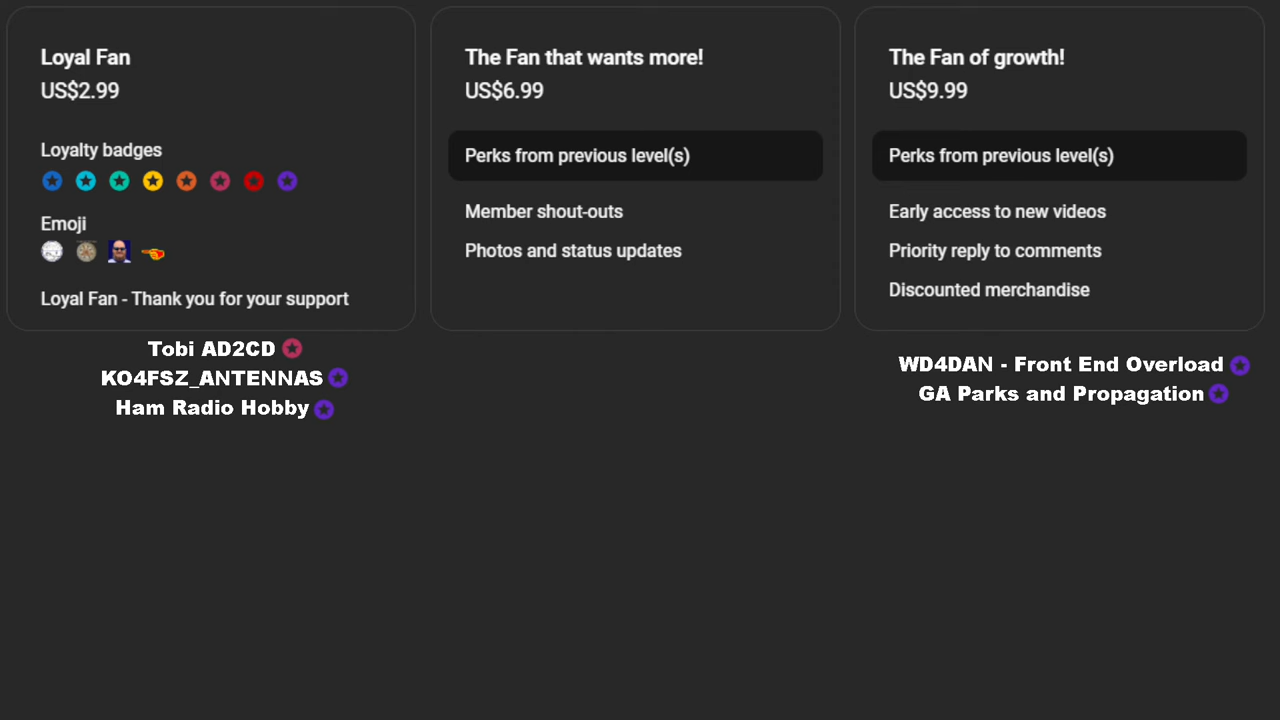 Loyal Fan
US$2.99
Loyalty badges
Emoji
Loyal Fan - Thank you for your support
Tobi AD2CD
KO4FSZ_ANTENNAS
Ham Radio Hobby
The Fan that wants more!
US$6.99
Perks from previous level(s)
Member shout-outs
Photos and status updates
The Fan of growth!
US$9.99
Perks from previous level(s)
Early access to new videos
Priority reply to comments
Discounted merchandise
WD4DAN - Front End Overload
GA Parks and Propagation